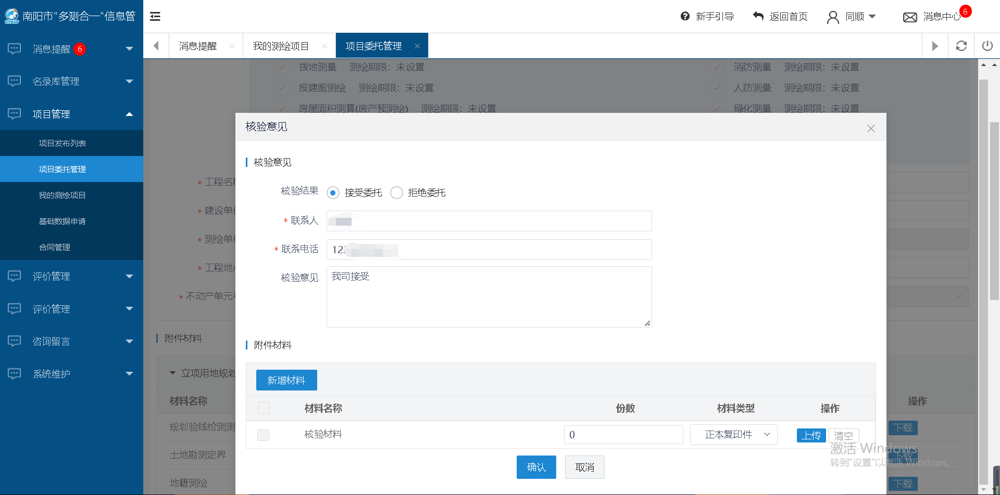 南阳市"多测合一"信息管
新手引导
返回首页
同顺
消息中心
6
消息提醒 6
名录库管理
项目管理
项目发布列表
项目委托管理
我的测绘项目
基础数据申请
合同管理
评价管理
评价管理
咨询留言
系统维护
消息提醒
我的测绘项目
项目委托管理
拨地测量 测绘期限：未设置
消防测量 测绘期限：未设置
报建图测绘 测绘期限：未设置
人防测量 测绘期限：未设置
房屋面积测算(房产预测绘) 测绘期限：未设置
绿化测量 测绘期限：未设置
* 工程名称
* 建设单位
* 测绘单位
* 工程地点
* 不动产单元号
附件材料
立项用地规划
材料名称
操作
规划验线检测测
下载
土地勘测定界
下载
地籍测绘
下载
核验意见
核验意见
核验结果
接受委托
拒绝委托
* 联系人
* 联系电话
12
核验意见
我司接受
附件材料
新增材料
材料名称
份数
材料类型
操作
核验材料
0
正本复印件
上传
清空
确认
取消
激活 Windows
转到"设置"以激活 Windows。